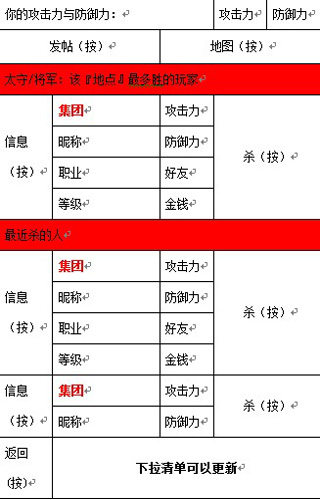 你的攻击力与防御力： 攻击力 防御力
发帖（按） 地图（按）
太守/将军：该『地点』最多胜的玩家
信息（按）
集团 攻击力
昵称 防御力
职业 好友
等级 金钱
杀（按）
最近杀的人
信息（按）
集团 攻击力
昵称 防御力
职业 好友
等级 金钱
杀（按）
信息（按）
集团 攻击力
昵称 防御力
杀（按）
返回（按）
下拉清单可以更新